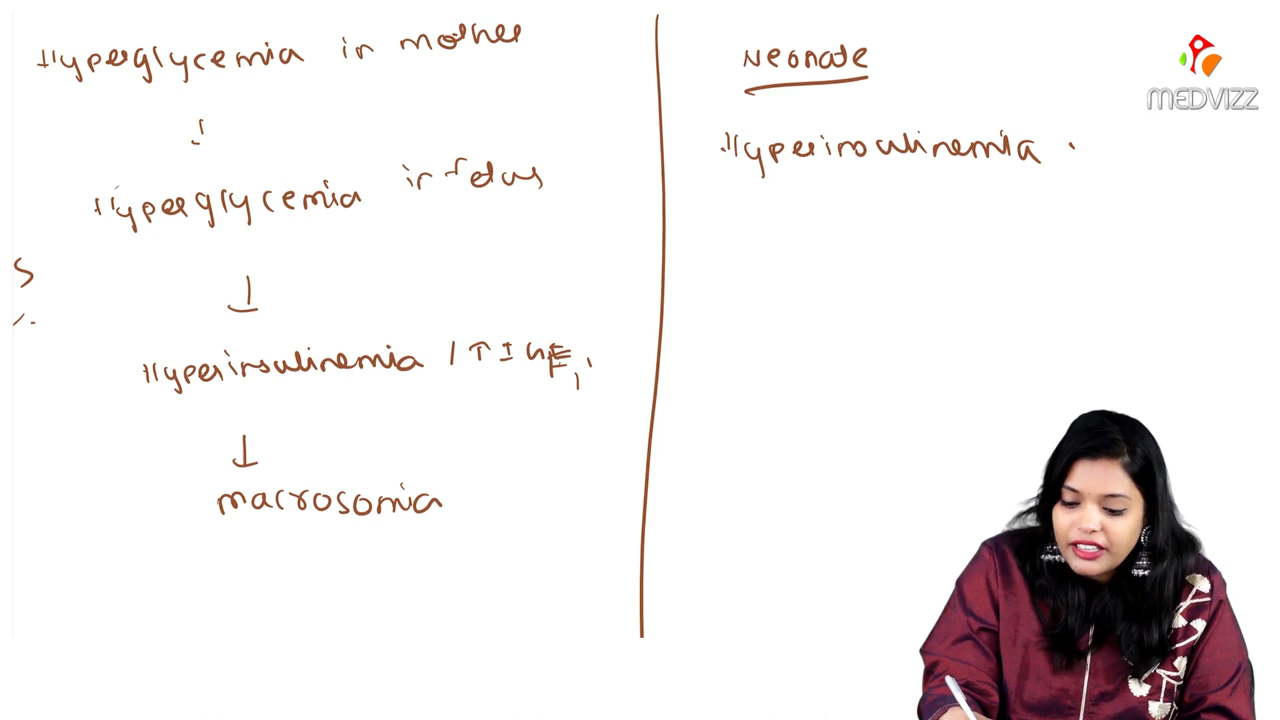 Hyperglycemia in mother
↓
Hyperglycemia in fetus
↓
Hyperinsulinemia / ↑ IGF,
↓
macrosomia
Neonate
Hyperinsulinemia
MEDVIZZ